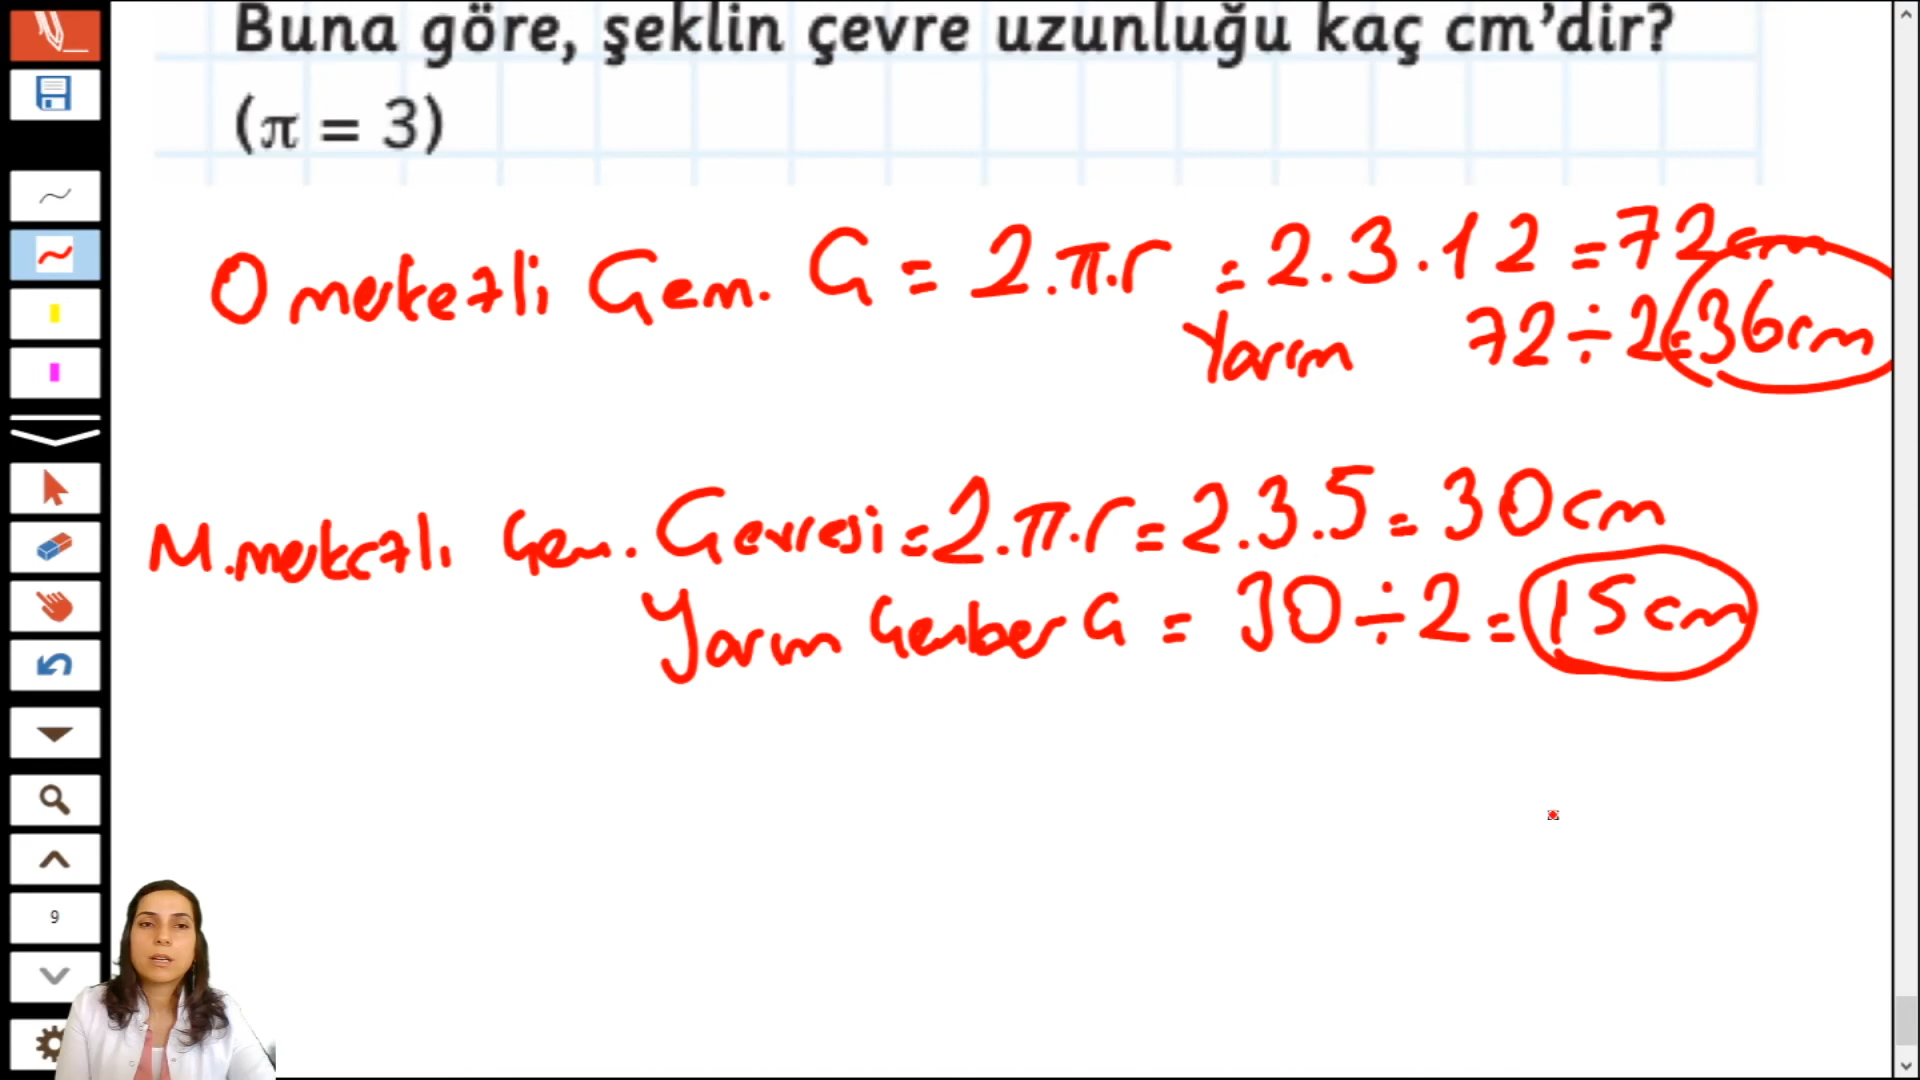 Buna göre, şeklin çevre uzunluğu kaç cm'dir?
(π = 3)
O merkezli Çem. Ç = 2.π.r = 2.3.12 = 72cm
Yarım 72÷2=36cm
M.merkezli Çem. Çevresi = 2.π.r = 2.3.5 = 30cm
Yarım Çember Ç = 30÷2 = 15cm
9